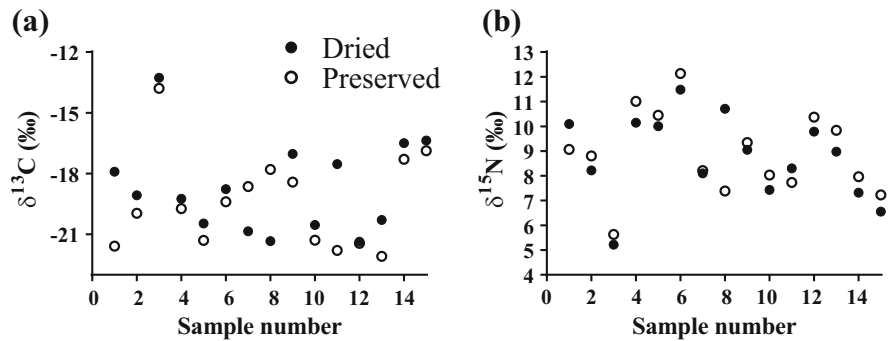 (a)
-12
-15
-18
-21
δ¹³C (‰)
Dried
Preserved
0 2 4 6 8 10 12 14
Sample number
(b)
13
12
11
10
9
8
7
6
5
4
δ¹⁵N (‰)
0 2 4 6 8 10 12 14
Sample number